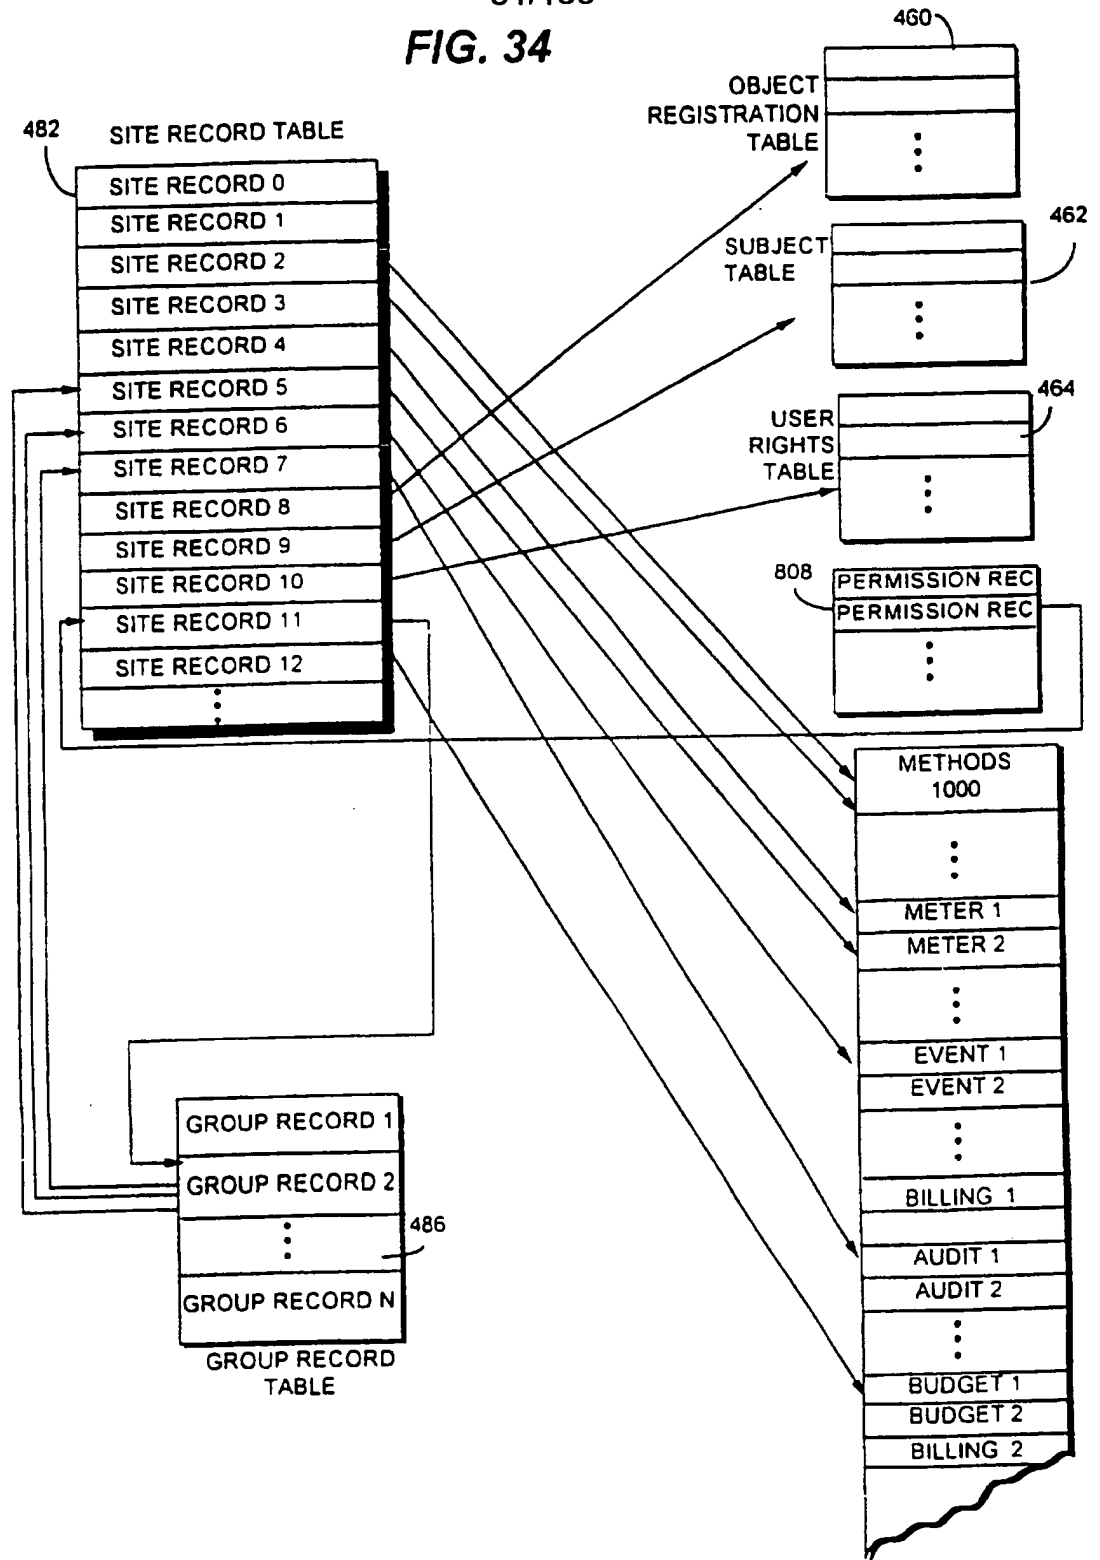 FIG. 34
460
OBJECT
REGISTRATION
TABLE
482
SITE RECORD TABLE
SITE RECORD 0
SITE RECORD 1
SITE RECORD 2
SITE RECORD 3
SITE RECORD 4
SITE RECORD 5
SITE RECORD 6
SITE RECORD 7
SITE RECORD 8
SITE RECORD 9
SITE RECORD 10
SITE RECORD 11
SITE RECORD 12
462
SUBJECT
TABLE
464
USER
RIGHTS
TABLE
808
PERMISSION REC
PERMISSION REC
METHODS
1000
METER 1
METER 2
EVENT 1
EVENT 2
BILLING 1
AUDIT 1
AUDIT 2
BUDGET 1
BUDGET 2
BILLING 2
GROUP RECORD 1
GROUP RECORD 2
486
GROUP RECORD N
GROUP RECORD
TABLE